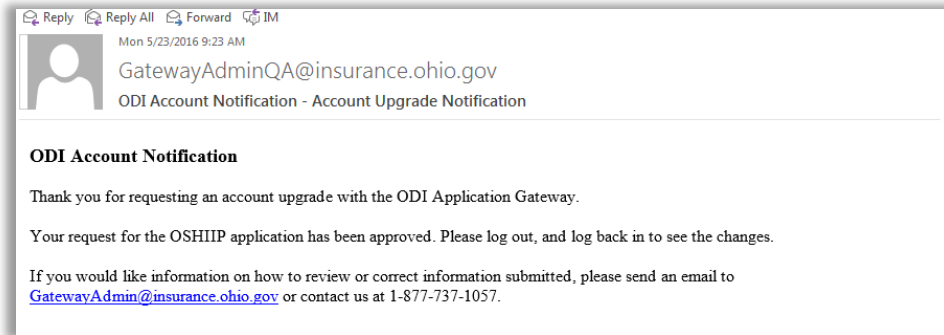 Reply Reply All Forward IM
Mon 5/23/2016 9:23 AM
GatewayAdminQA@insurance.ohio.gov
ODI Account Notification - Account Upgrade Notification
ODI Account Notification
Thank you for requesting an account upgrade with the ODI Application Gateway.
Your request for the OSHIIP application has been approved. Please log out, and log back in to see the changes.
If you would like information on how to review or correct information submitted, please send an email to
GatewayAdmin@insurance.ohio.gov or contact us at 1-877-737-1057.